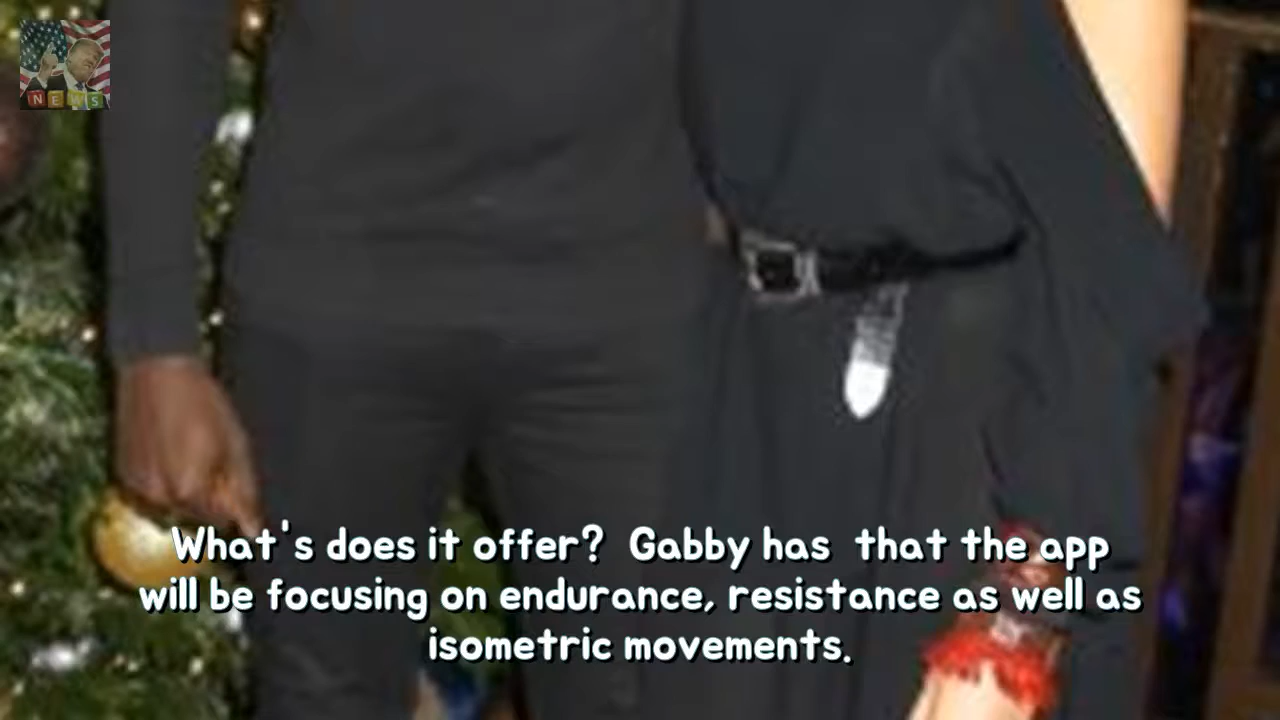 NEWS
What's does it offer? Gabby has that the app
will be focusing on endurance, resistance as well as
isometric movements.